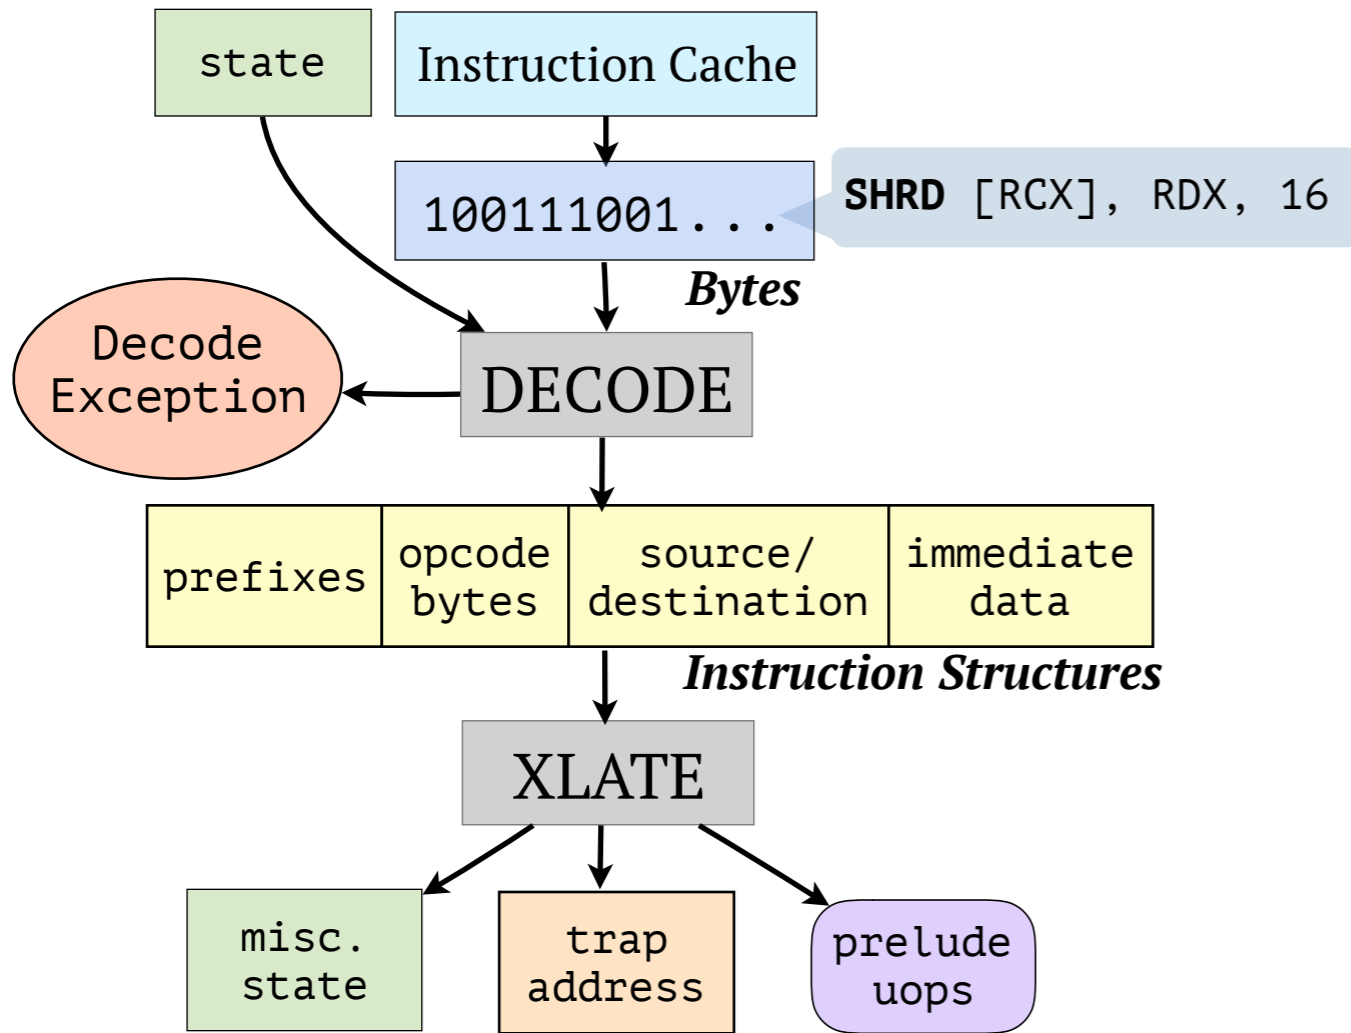 state
Instruction Cache
100111001...
SHRD [RCX], RDX, 16
Bytes
Decode
Exception
DECODE
prefixes
opcode
bytes
source/
destination
immediate
data
Instruction Structures
XLATE
misc.
state
trap
address
prelude
uops